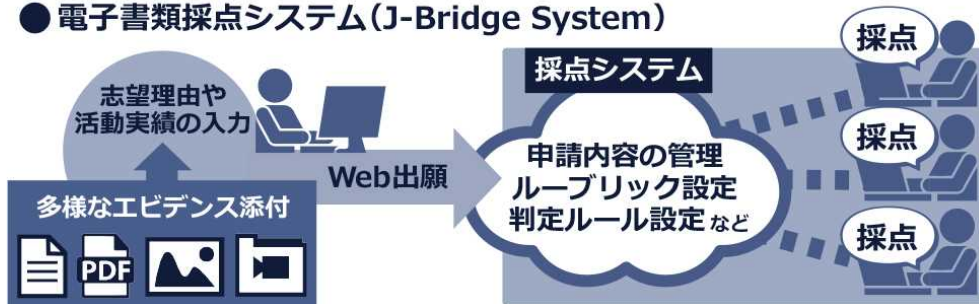 ●電子書類採点システム(J-Bridge System)
志望理由や
活動実績の入力
多様なエビデンス添付
PDF
Web出願
採点システム
申請内容の管理
ルーブリック設定
判定ルール設定など
採点
採点
採点